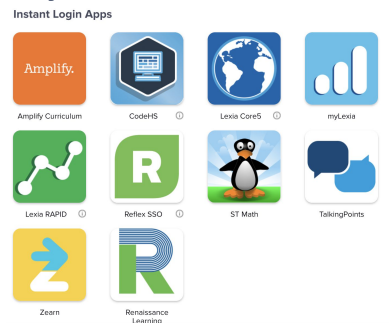 Instant Login Apps
Amplify.
Amplify Curriculum
CodeHS
Lexia Core5
myLexia
R
Lexia RAPID
Reflex SSO
ST Math
TalkingPoints
R
Zearn
Renaissance
Learning